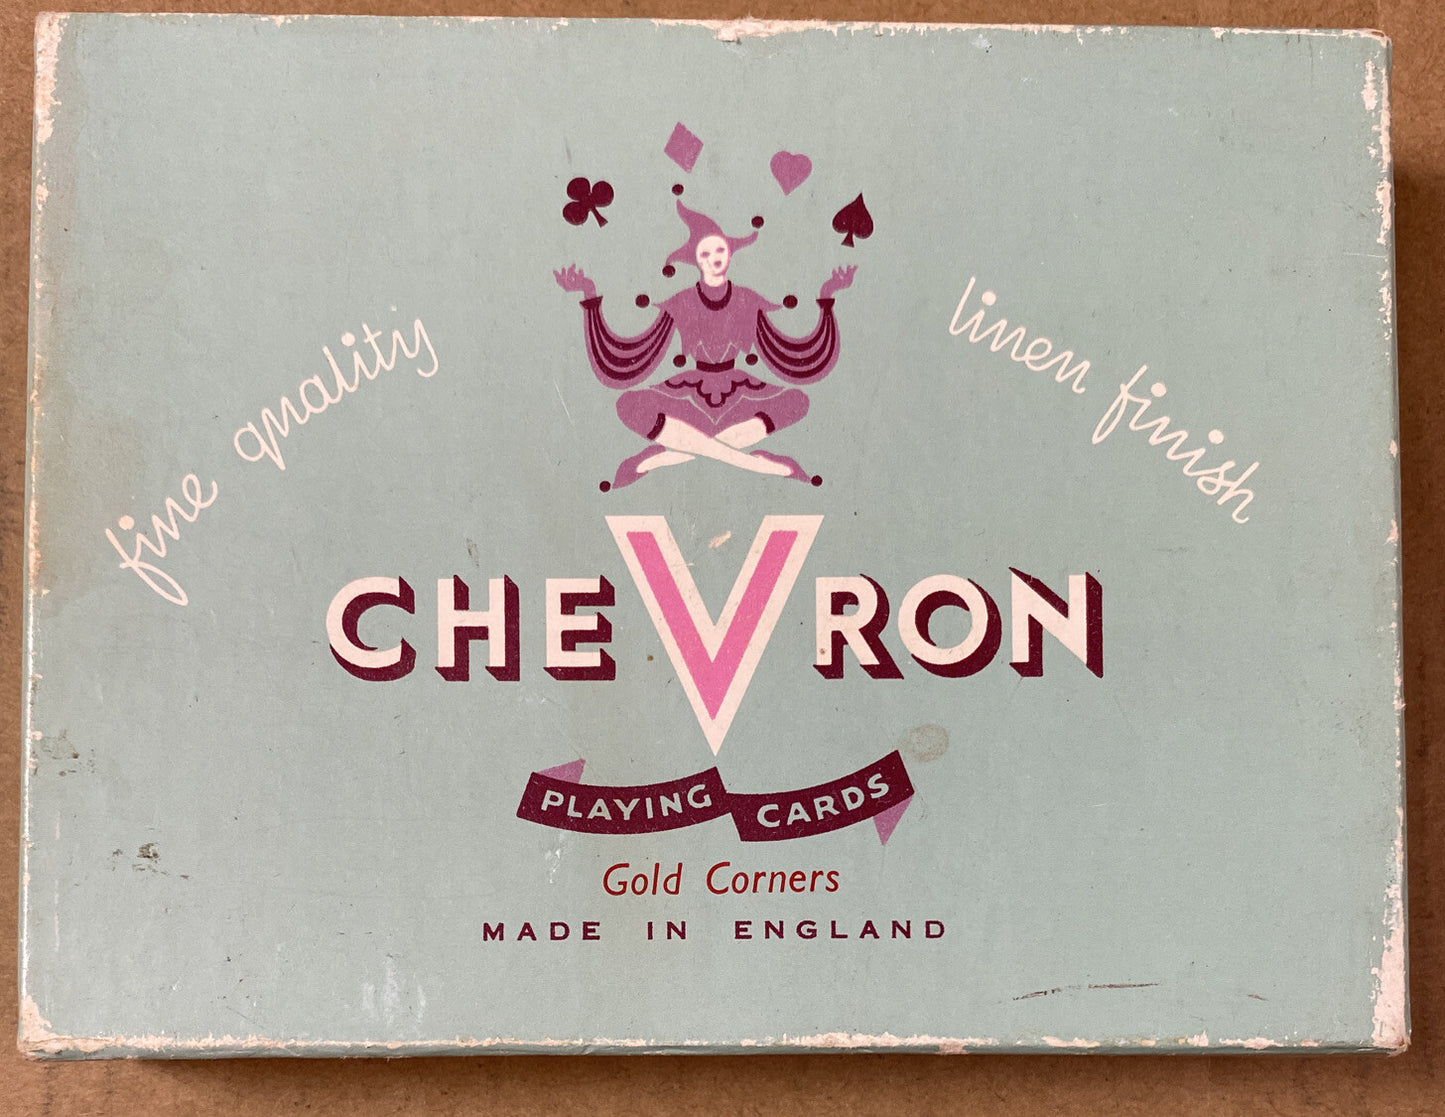 fine quality
linen finish
CHEVRON
PLAYING CARDS
Gold Corners
MADE IN ENGLAND